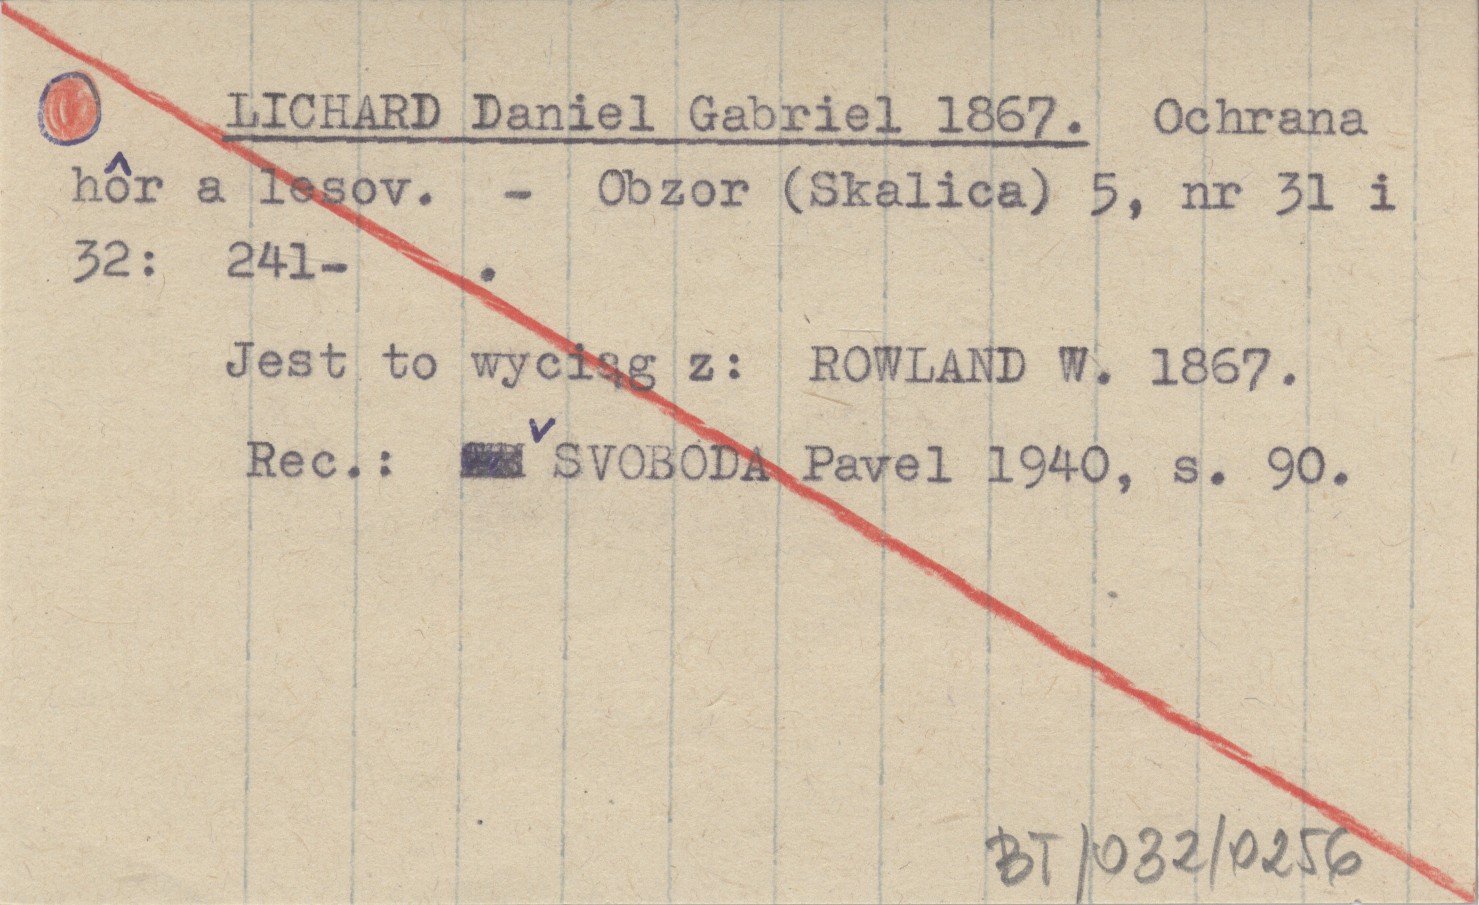 LICHARD Daniel Gabriel 1867. Ochrana
hôr a lesov. - Obzor (Skalica) 5, nr 31 i
32: 241- .
Jest to wyciąg z: ROWLAND W. 1867.
Rec.: SVOBODA Pavel 1940, s. 90.
BT/032/0256